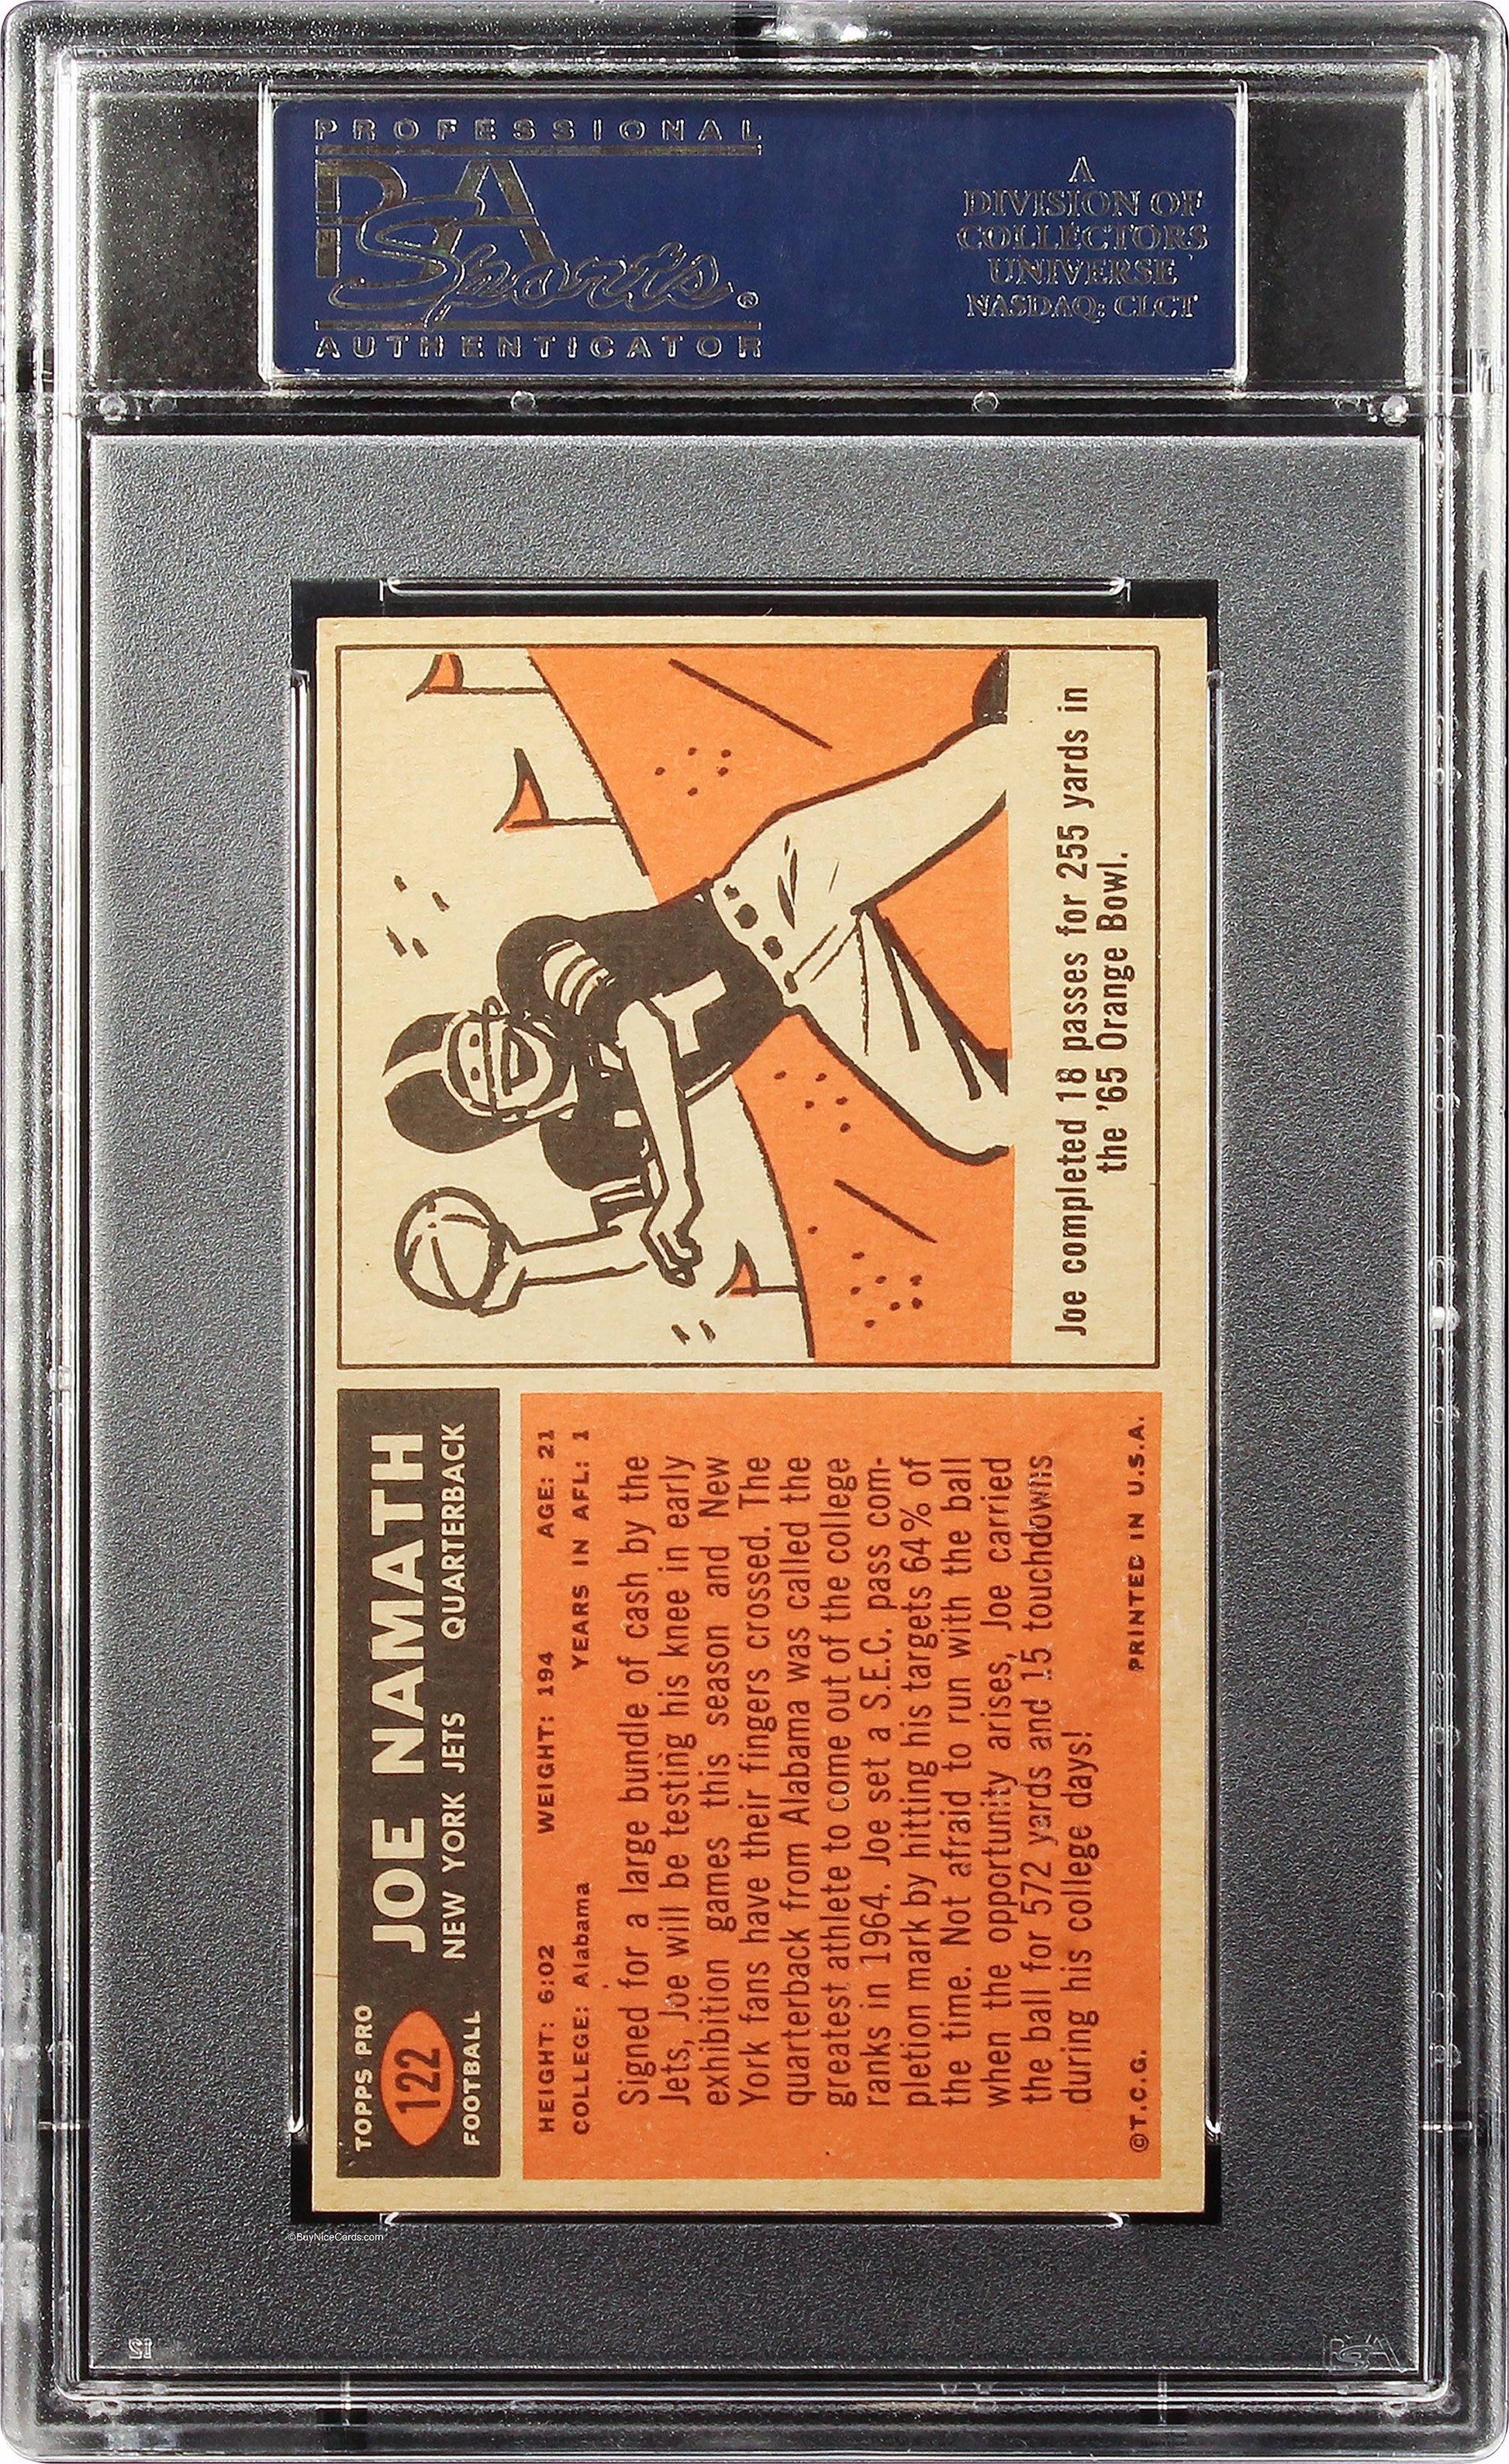 PROFESSIONAL
PSA
Sports®
AUTHENTICATOR
A
DIVISION OF
COLLECTORS
UNIVERSE
NASDAQ: CLCT
TOPPS PRO
122
FOOTBALL
JOE NAMATH
NEW YORK JETS QUARTERBACK
HEIGHT: 6:02 WEIGHT: 194 AGE: 21
COLLEGE: Alabama YEARS IN AFL: 1
Signed for a large bundle of cash by the
Jets, Joe will be testing his knee in early
exhibition games this season and New
York fans have their fingers crossed. The
quarterback from Alabama was called the
greatest athlete to come out of the college
ranks in 1964. Joe set a S.E.C. pass com-
pletion mark by hitting his targets 64% of
the time. Not afraid to run with the ball
when the opportunity arises, Joe carried
the ball for 572 yards and 15 touchdowns
during his college days!
©T.C.G. PRINTED IN U.S.A.
Joe completed 18 passes for 255 yards in
the '65 Orange Bowl.
©BuyNiceCards.com
PSA